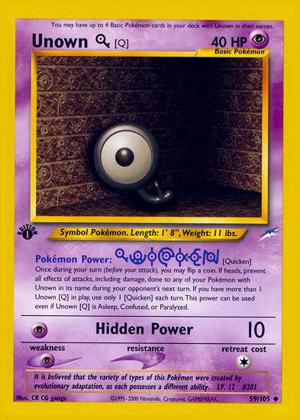 You may have up to 4 Basic Pokémon cards in your deck with Unown in their names.
Unown [Q] 40 HP
Basic Pokémon
EDITION
1
Symbol Pokémon. Length: 1' 8", Weight: 11 lbs.
Pokémon Power: [Quicken]
Once during your turn (before your attack), you may flip a coin. If heads, prevent
all effects of attacks, including damage, done to any of your Pokémon with
Unown in its name during your opponent's next turn. If you have more than 1
Unown [Q] in play, use only 1 [Quicken] each turn. This power can be used
even if Unown [Q] is Asleep, Confused, or Paralyzed.
Hidden Power 10
weakness resistance retreat cost
It is believed that the variety of types of this Pokémon were created by
evolutionary adaptation, as each possesses a different ability. LV. 12 #201
Illus. CR CG gangs ©1995-2000 Nintendo, Creatures, GAMEFREAK. 59/105